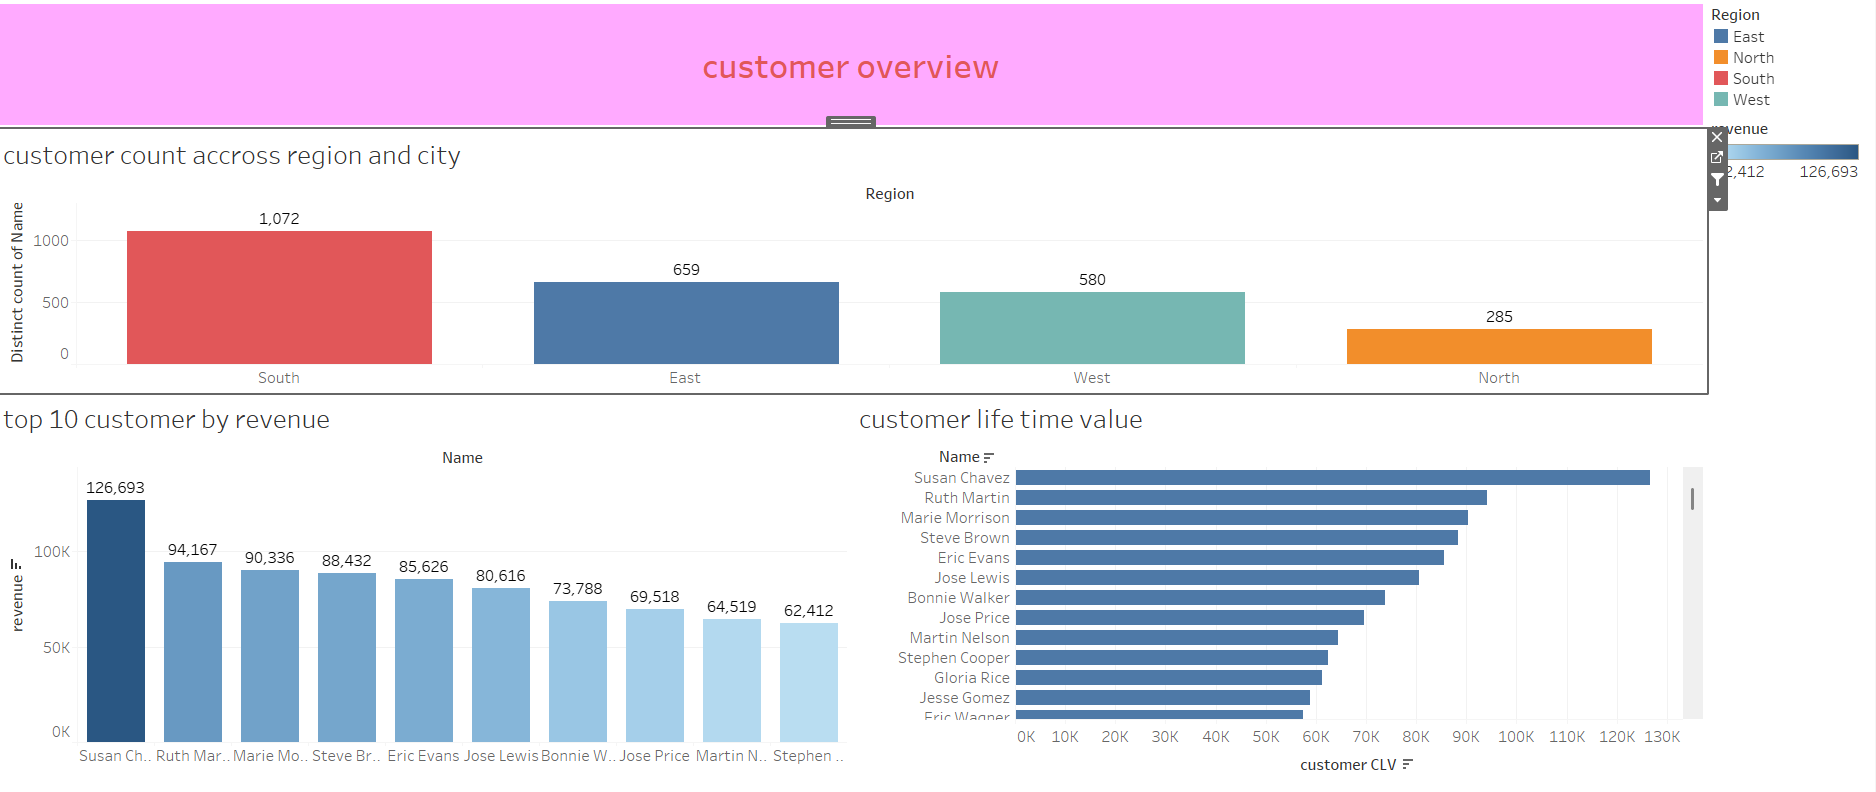 customer overview
Region
East
North
South
West
revenue
2,412
126,693
customer count accross region and city
Region
Distinct count of Name
1000
500
0
1,072
659
580
285
South
East
West
North
top 10 customer by revenue
Name
revenue
100K
50K
0K
126,693
94,167
90,336
88,432
85,626
80,616
73,788
69,518
64,519
62,412
Susan Ch..
Ruth Mar..
Marie Mo..
Steve Br..
Eric Evans
Jose Lewis
Bonnie W..
Jose Price
Martin N..
Stephen ..
customer life time value
Name
Susan Chavez
Ruth Martin
Marie Morrison
Steve Brown
Eric Evans
Jose Lewis
Bonnie Walker
Jose Price
Martin Nelson
Stephen Cooper
Gloria Rice
Jesse Gomez
Eric Wagner
0K 10K 20K 30K 40K 50K 60K 70K 80K 90K 100K 110K 120K 130K
customer CLV